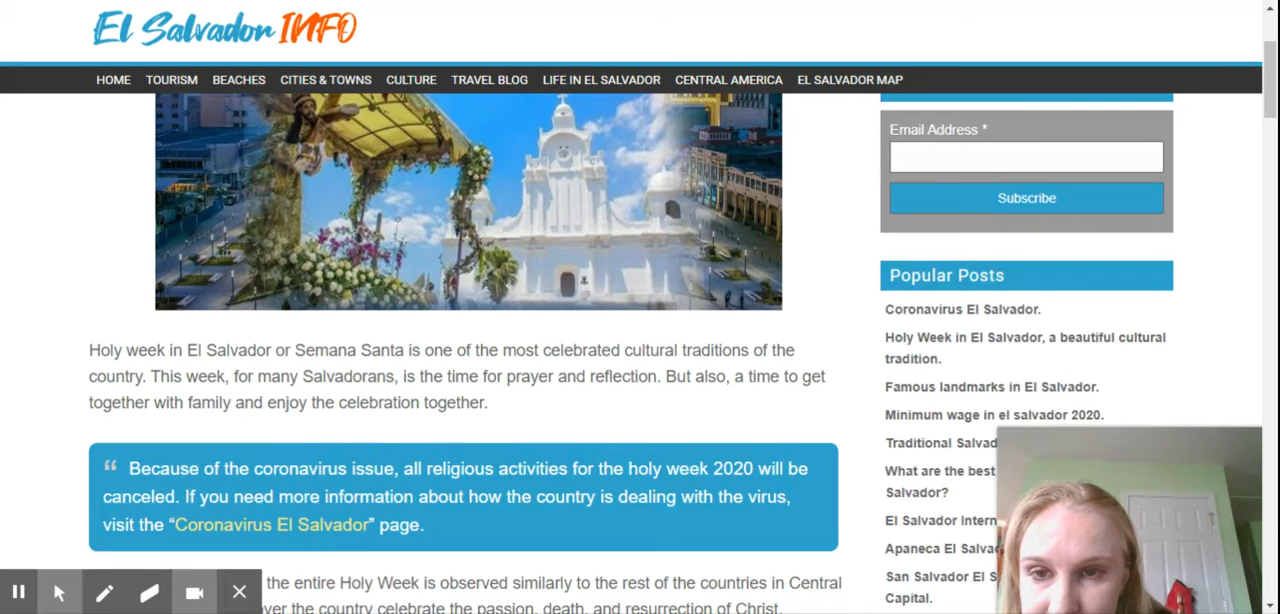 El Salvador INFO
HOME TOURISM BEACHES CITIES & TOWNS CULTURE TRAVEL BLOG LIFE IN EL SALVADOR CENTRAL AMERICA EL SALVADOR MAP
Holy week in El Salvador or Semana Santa is one of the most celebrated cultural traditions of the
country. This week, for many Salvadorans, is the time for prayer and reflection. But also, a time to get
together with family and enjoy the celebration together.
“ Because of the coronavirus issue, all religious activities for the holy week 2020 will be
canceled. If you need more information about how the country is dealing with the virus,
visit the “Coronavirus El Salvador” page.
the entire Holy Week is observed similarly to the rest of the countries in Central
over the country celebrate the passion, death, and resurrection of Christ.
Email Address *
Subscribe
Popular Posts
Coronavirus El Salvador.
Holy Week in El Salvador, a beautiful cultural
tradition.
Famous landmarks in El Salvador.
Minimum wage in el salvador 2020.
Traditional
What are the best
Salvador?
El Salvador
Apaneca El
San Salvador El
Capital.